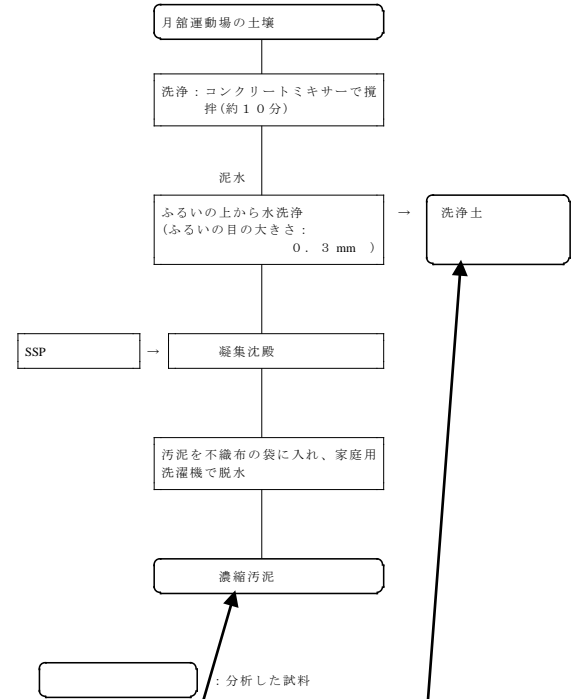 月舘運動場の土壌
洗浄：コンクリートミキサーで攪
拌(約１０分)
泥水
ふるいの上から水洗浄
(ふるいの目の大きさ：
０．３mm ）
→
洗浄土
SSP
→
凝集沈殿
汚泥を不織布の袋に入れ、家庭用
洗濯機で脱水
濃縮汚泥
：分析した試料